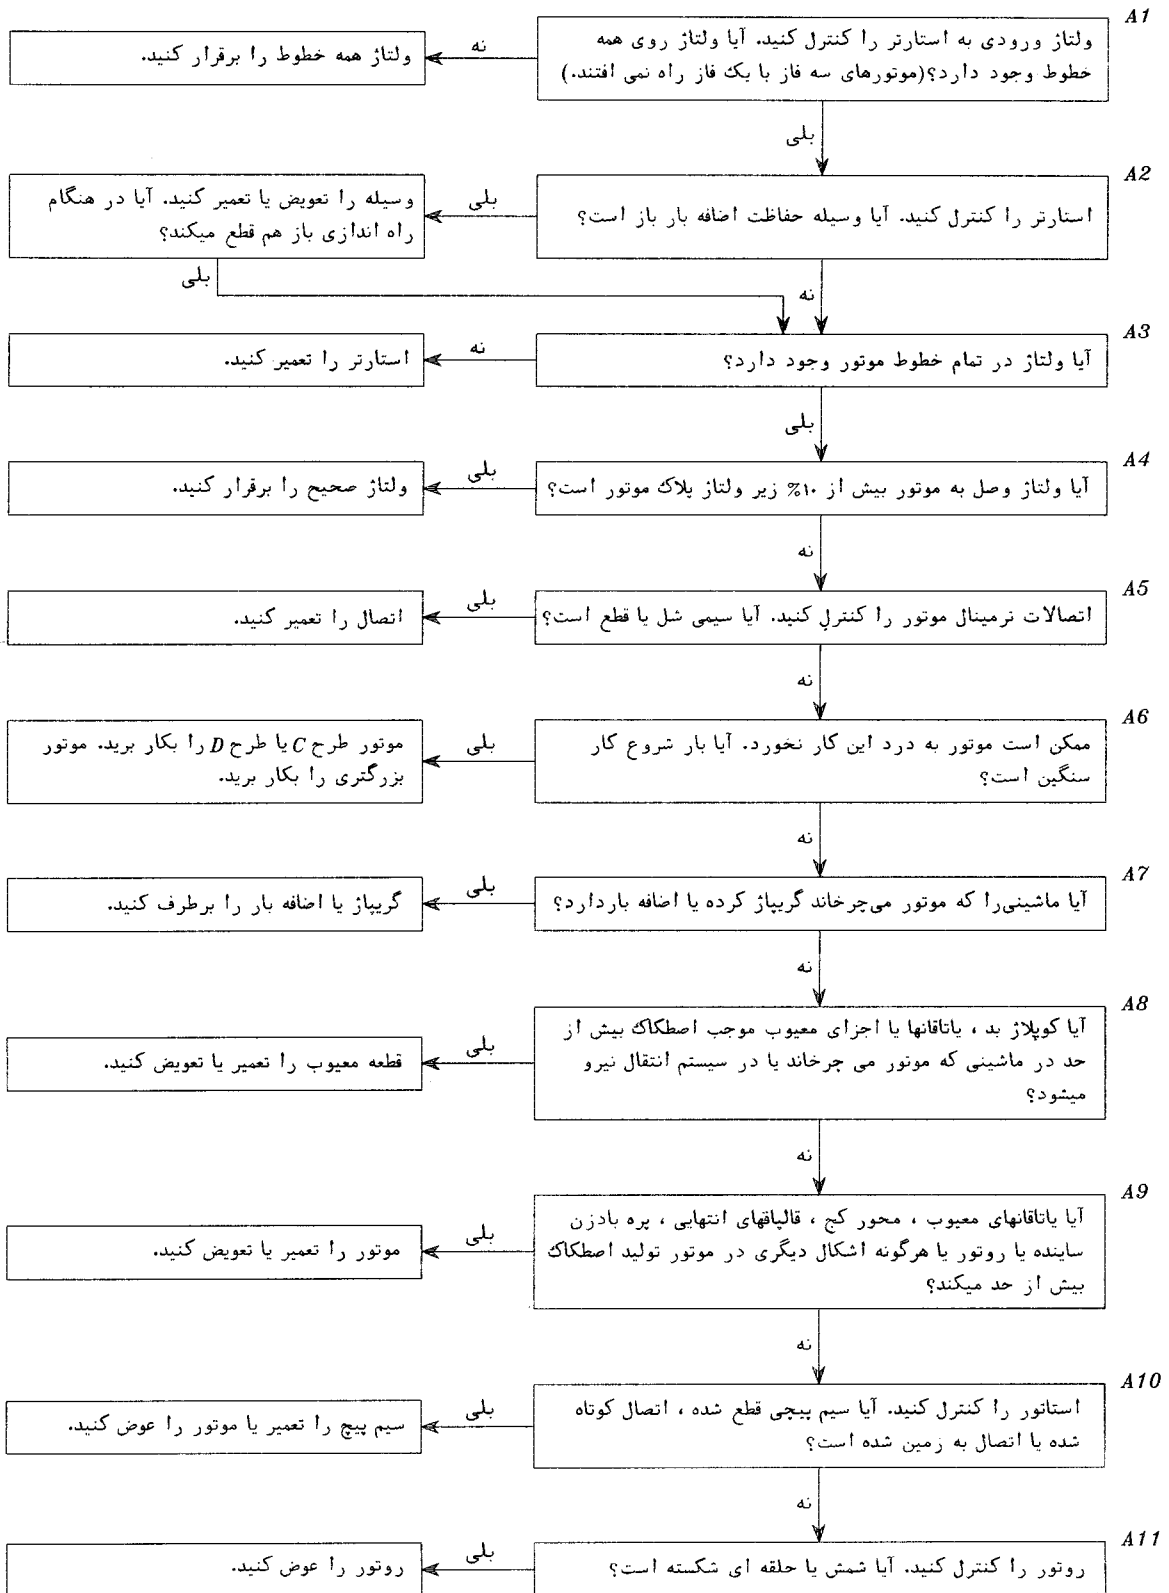 A1
ولتاژ ورودی به استارتر را کنترل کنید. آیا ولتاژ روی همه
خطوط وجود دارد؟(موتورهای سه فاز با یک فاز راه نمی افتند.)
نه
ولتاژ همه خطوط را برقرار کنید.
بلی
A2
استارتر را کنترل کنید. آیا وسیله حفاظت اضافه بار باز است؟
بلی
وسیله را تعویض یا تعمیر کنید. آیا در هنگام
راه اندازی باز هم قطع میکند؟
بلی
نه
A3
آیا ولتاژ در تمام خطوط موتور وجود دارد؟
نه
استارتر را تعمیر کنید.
بلی
A4
آیا ولتاژ وصل به موتور بیش از ۱۰% زیر ولتاژ پلاک موتور است؟
بلی
ولتاژ صحیح را برقرار کنید.
نه
A5
اتصالات ترمینال موتور را کنترل کنید. آیا سیمی شل یا قطع است؟
بلی
اتصال را تعمیر کنید.
نه
A6
ممکن است موتور به درد این کار نخورد. آیا بار شروع کار
سنگین است؟
بلی
موتور طرح C یا طرح D را بکار برید. موتور
بزرگتری را بکار برید.
نه
A7
آیا ماشینی‌را که موتور می‌چرخاند گریپاژ کرده یا اضافه باردارد؟
بلی
گریپاژ یا اضافه بار را برطرف کنید.
نه
A8
آیا کوپلاژ بد ، یاتاقانها یا اجزای معیوب موجب اصطکاک بیش از
حد در ماشینی که موتور می چرخاند یا در سیستم انتقال نیرو
میشود؟
بلی
قطعه معیوب را تعمیر یا تعویض کنید.
نه
A9
آیا یاتاقانهای معیوب ، محور کج ، قالپاقهای انتهایی ، پره بادزن
ساینده یا روتور یا هرگونه اشکال دیگری در موتور تولید اصطکاک
بیش از حد میکند؟
بلی
موتور را تعمیر یا تعویض کنید.
نه
A10
استاتور را کنترل کنید. آیا سیم پیچی قطع شده ، اتصال کوتاه
شده یا اتصال به زمین شده است؟
بلی
سیم پیچ را تعمیر یا موتور را عوض کنید.
نه
A11
روتور را کنترل کنید. آیا شمش یا حلقه ای شکسته است؟
بلی
روتور را عوض کنید.